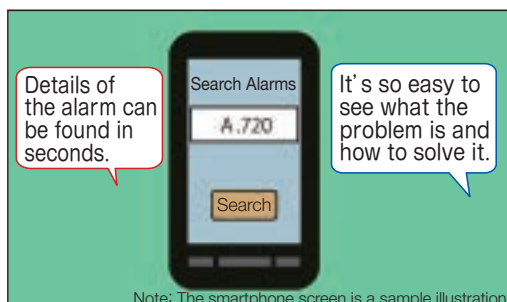 Details of
the alarm can
be found in
seconds.
Search Alarms
A.720
Search
It's so easy to
see what the
problem is and
how to solve it.
Note: The smartphone screen is a sample illustration